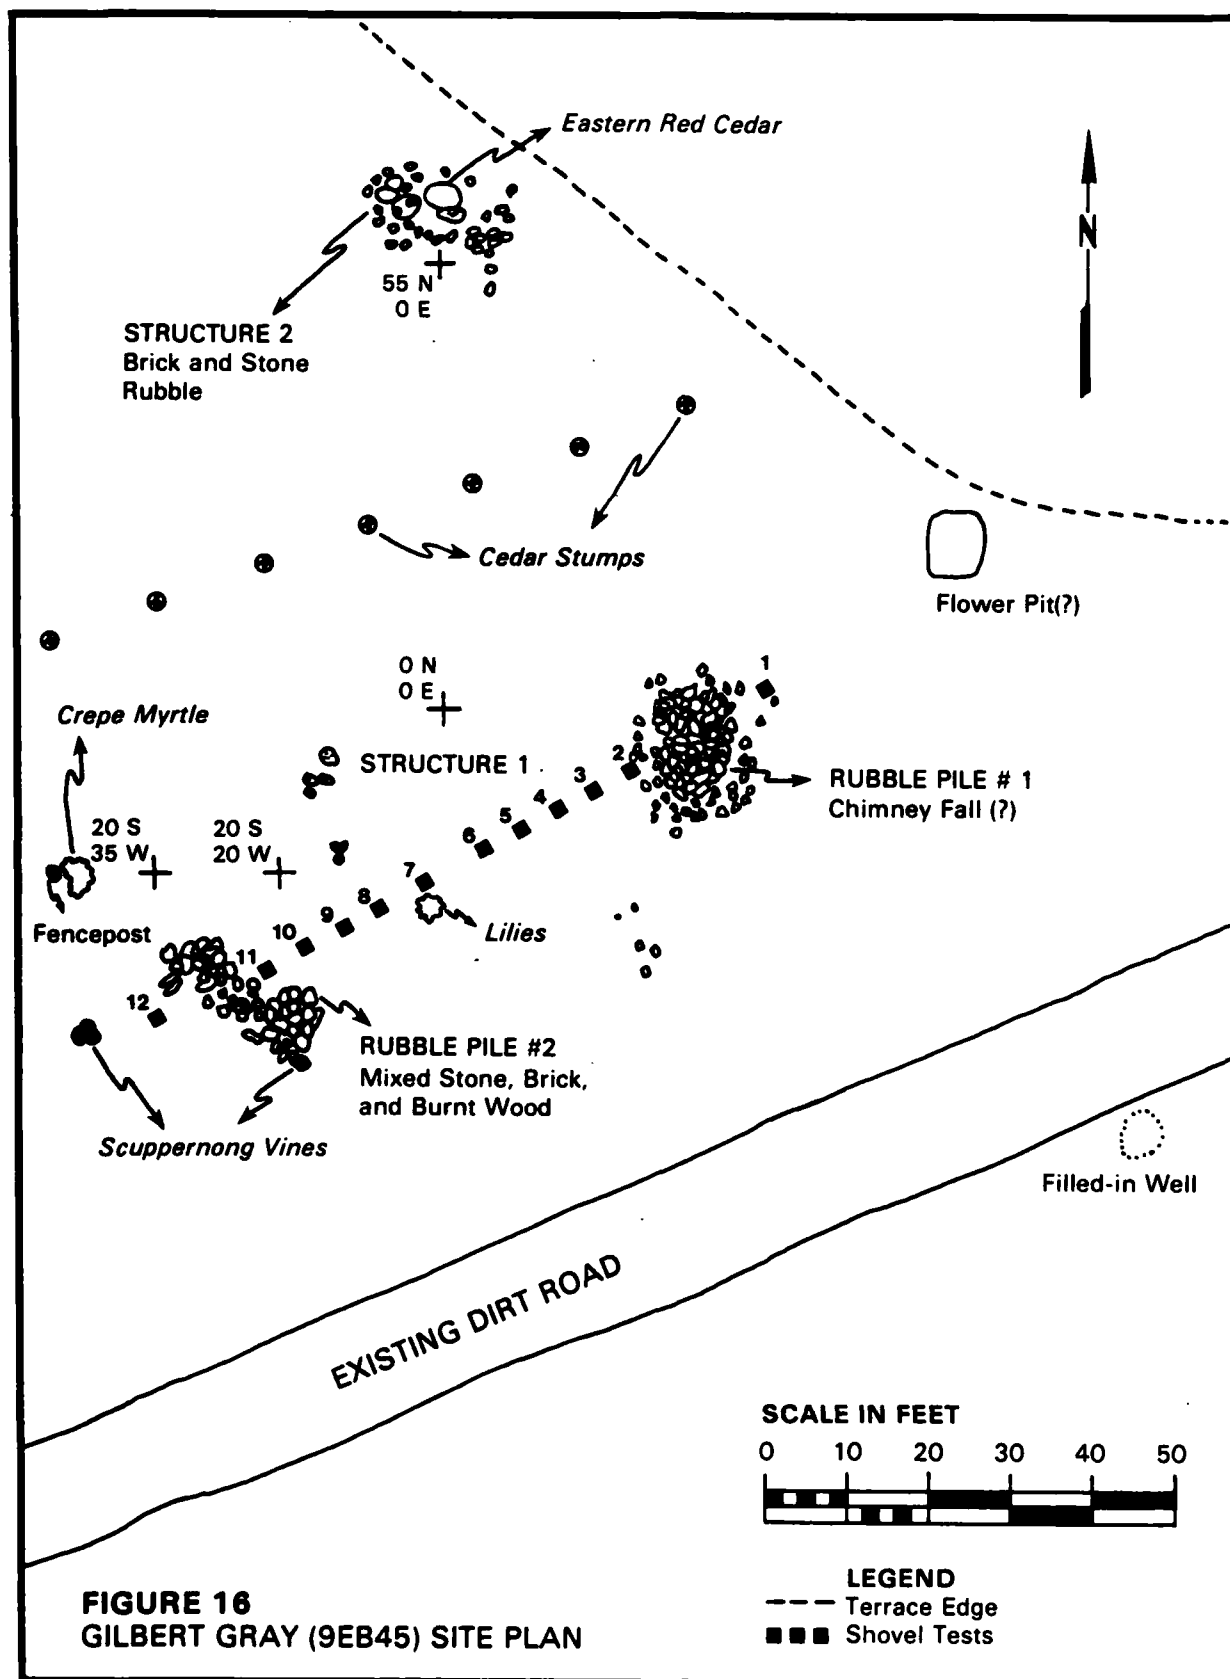 Eastern Red Cedar
N
55 N
0 E
STRUCTURE 2
Brick and Stone
Rubble
Cedar Stumps
Flower Pit(?)
0 N
0 E
1
Crepe Myrtle
STRUCTURE 1
2
3
4
5
6
7
8
9
10
11
12
RUBBLE PILE # 1
Chimney Fall (?)
20 S
35 W
20 S
20 W
Fencepost
Lilies
RUBBLE PILE #2
Mixed Stone, Brick,
and Burnt Wood
Scuppernong Vines
Filled-in Well
EXISTING DIRT ROAD
SCALE IN FEET
0 10 20 30 40 50
LEGEND
Terrace Edge
Shovel Tests
FIGURE 16
GILBERT GRAY (9EB45) SITE PLAN